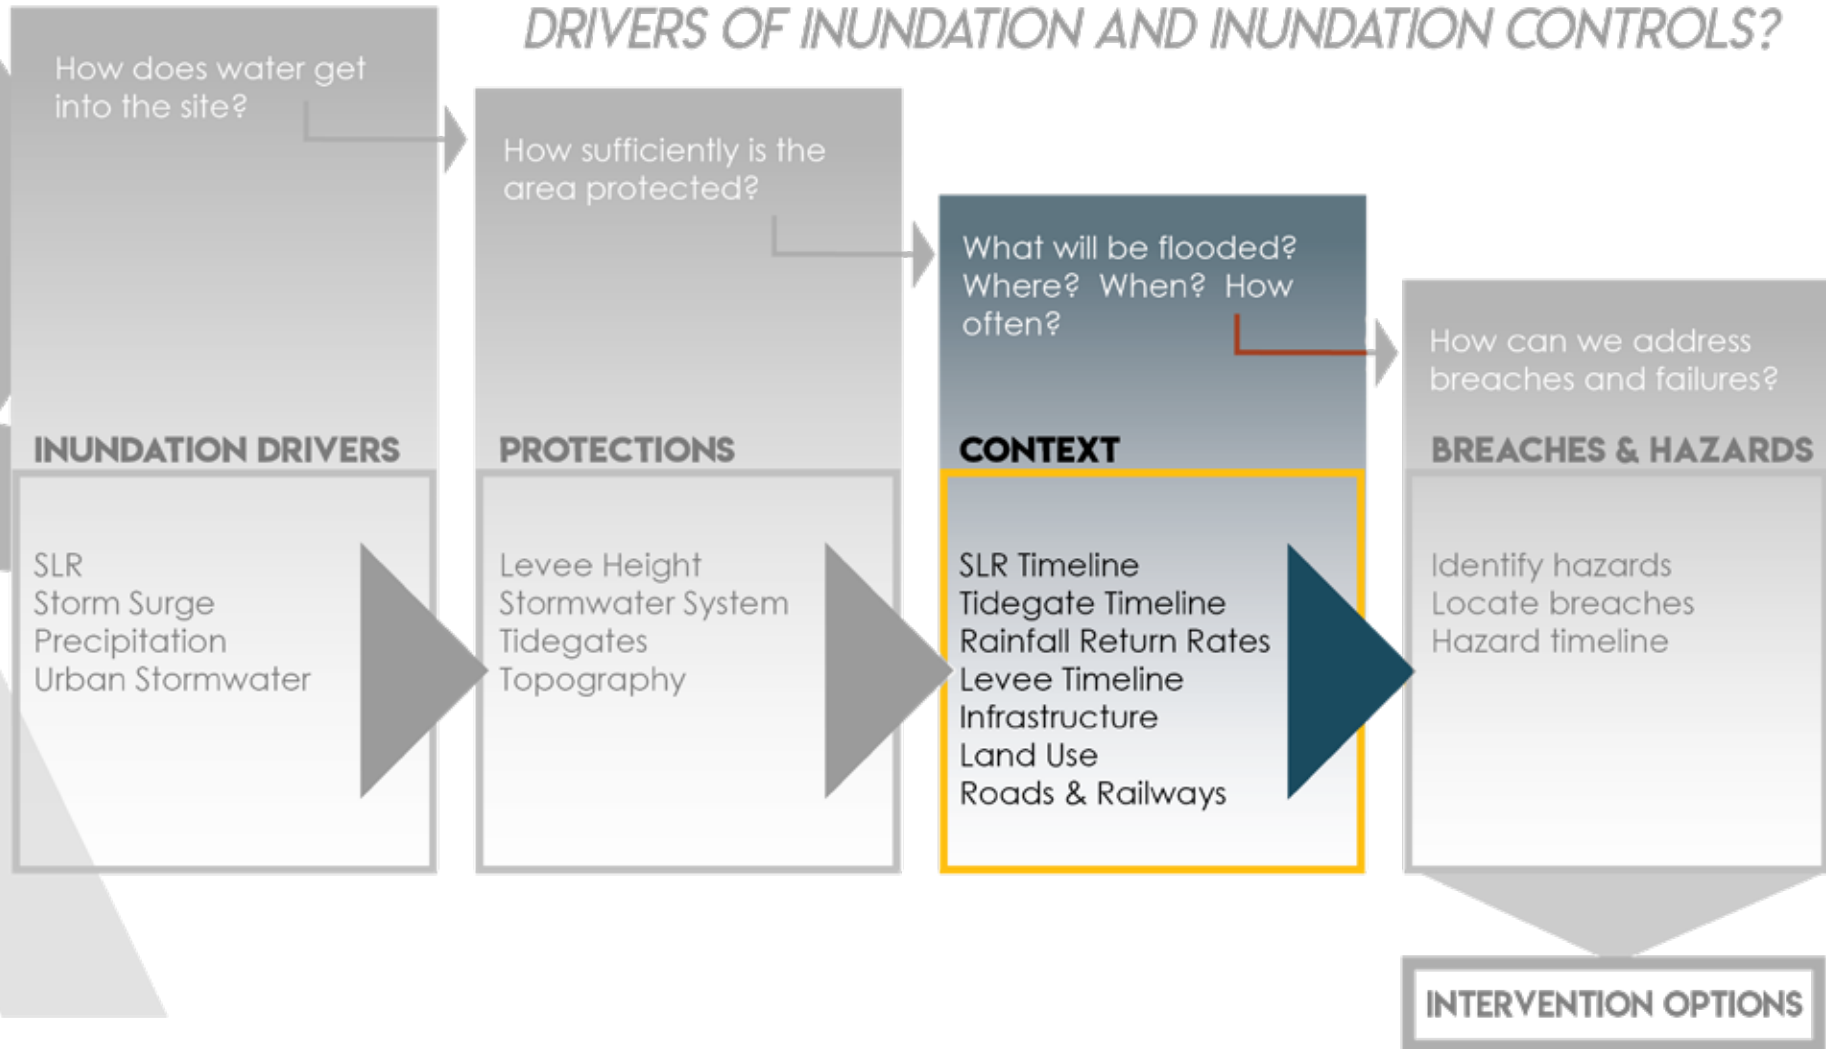 DRIVERS OF INUNDATION AND INUNDATION CONTROLS?
How does water get
into the site?
How sufficiently is the
area protected?
What will be flooded?
Where? When? How
often?
How can we address
breaches and failures?
INUNDATION DRIVERS
SLR
Storm Surge
Precipitation
Urban Stormwater
PROTECTIONS
Levee Height
Stormwater System
Tidegates
Topography
CONTEXT
SLR Timeline
Tidegate Timeline
Rainfall Return Rates
Levee Timeline
Infrastructure
Land Use
Roads & Railways
BREACHES & HAZARDS
Identify hazards
Locate breaches
Hazard timeline
INTERVENTION OPTIONS